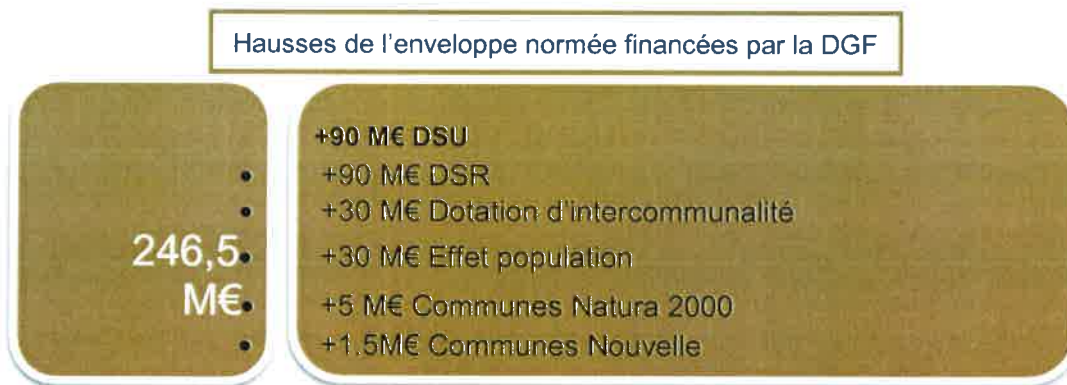 Hausses de l'enveloppe normée financées par la DGF
246,5
M€
+90 M€ DSU
• +90 M€ DSR
• +30 M€ Dotation d'intercommunalité
• +30 M€ Effet population
• +5 M€ Communes Natura 2000
• +1.5M€ Communes Nouvelle